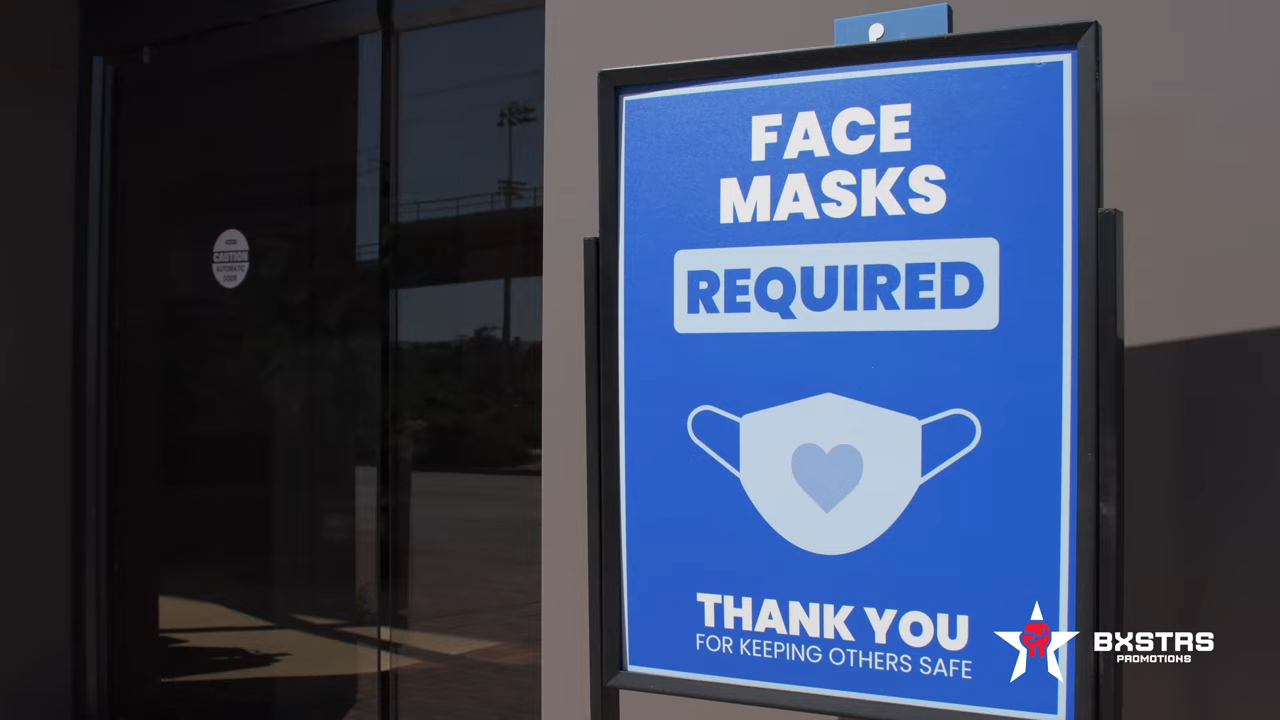 FACE
MASKS
REQUIRED
THANK YOU
FOR KEEPING OTHERS SAFE
CAUTION
AUTOMATIC
DOOR
BXSTRS
PROMOTIONS